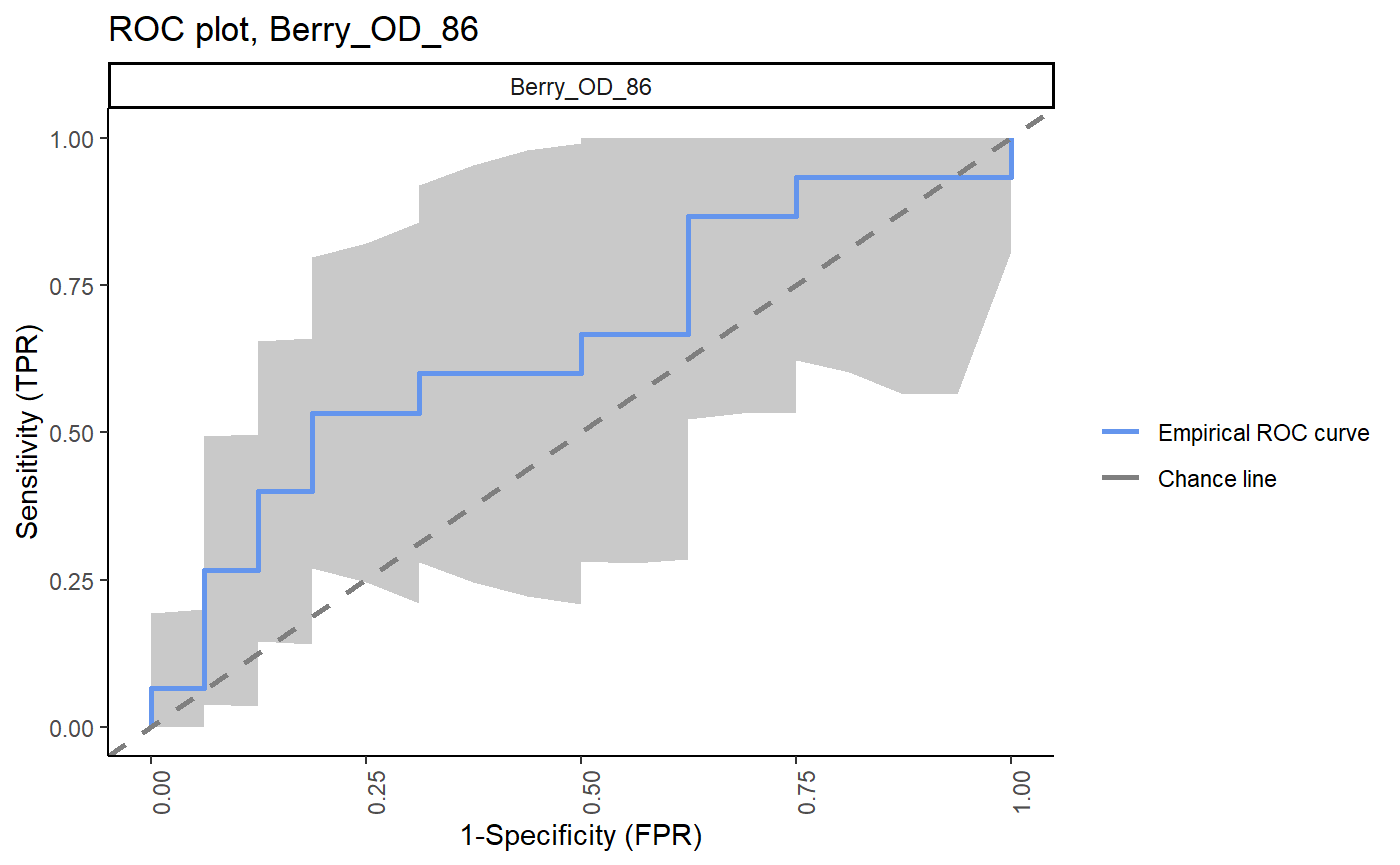 ROC plot, Berry_OD_86
Berry_OD_86
1.00
0.75
0.50
0.25
0.00
Sensitivity (TPR)
0.00
0.25
0.50
0.75
1.00
1-Specificity (FPR)
Empirical ROC curve
Chance line